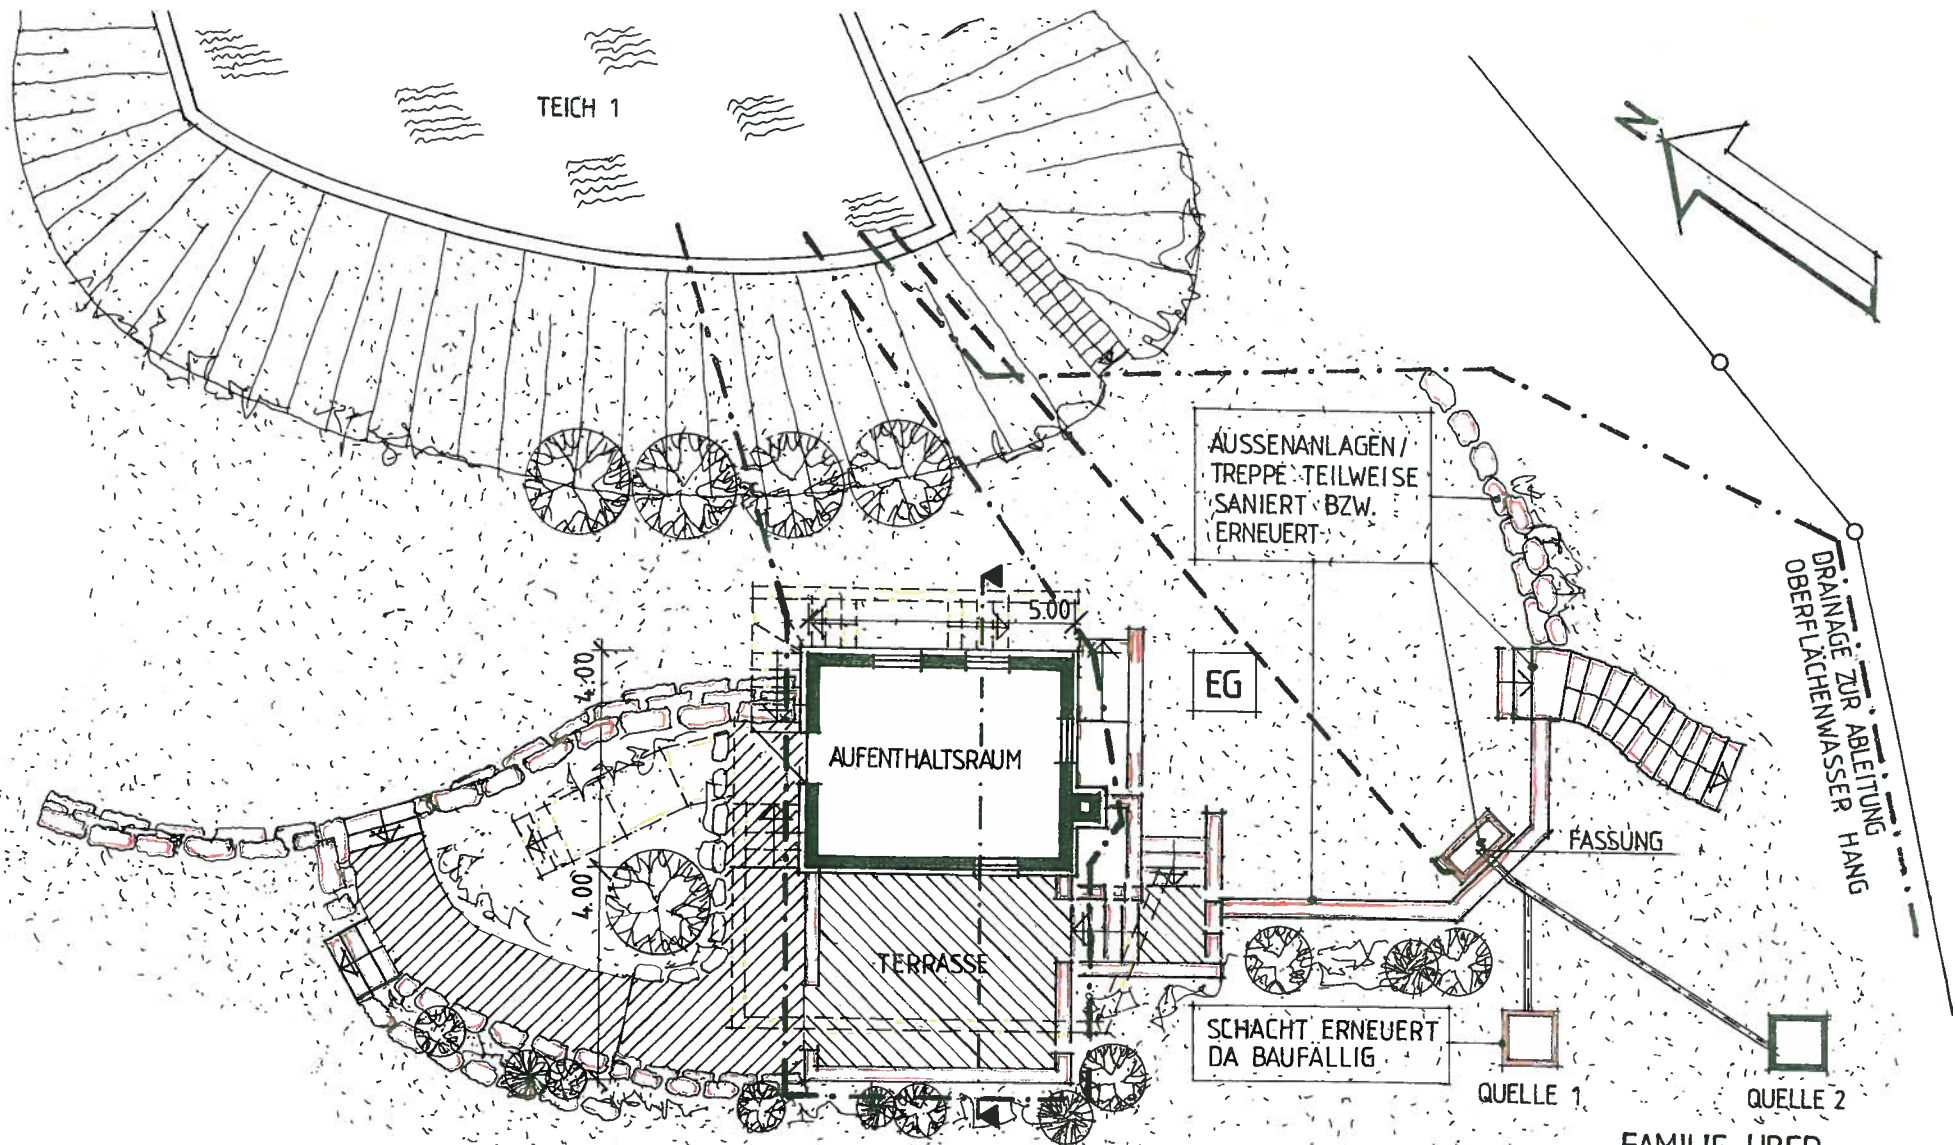 TEICH 1
N
AUSSENANLAGEN/
TREPPE TEILWEISE
SANIERT BZW.
ERNEUERT
DRAINAGE ZUR ABLEITUNG
OBERFLÄCHENWASSER HANG
5.00
4.00
EG
AUFENTHALTSRAUM
FASSUNG
4.00
TERRASSE
SCHACHT ERNEUERT
DA BAUFÄLLIG
QUELLE 1
QUELLE 2
FAMILIE